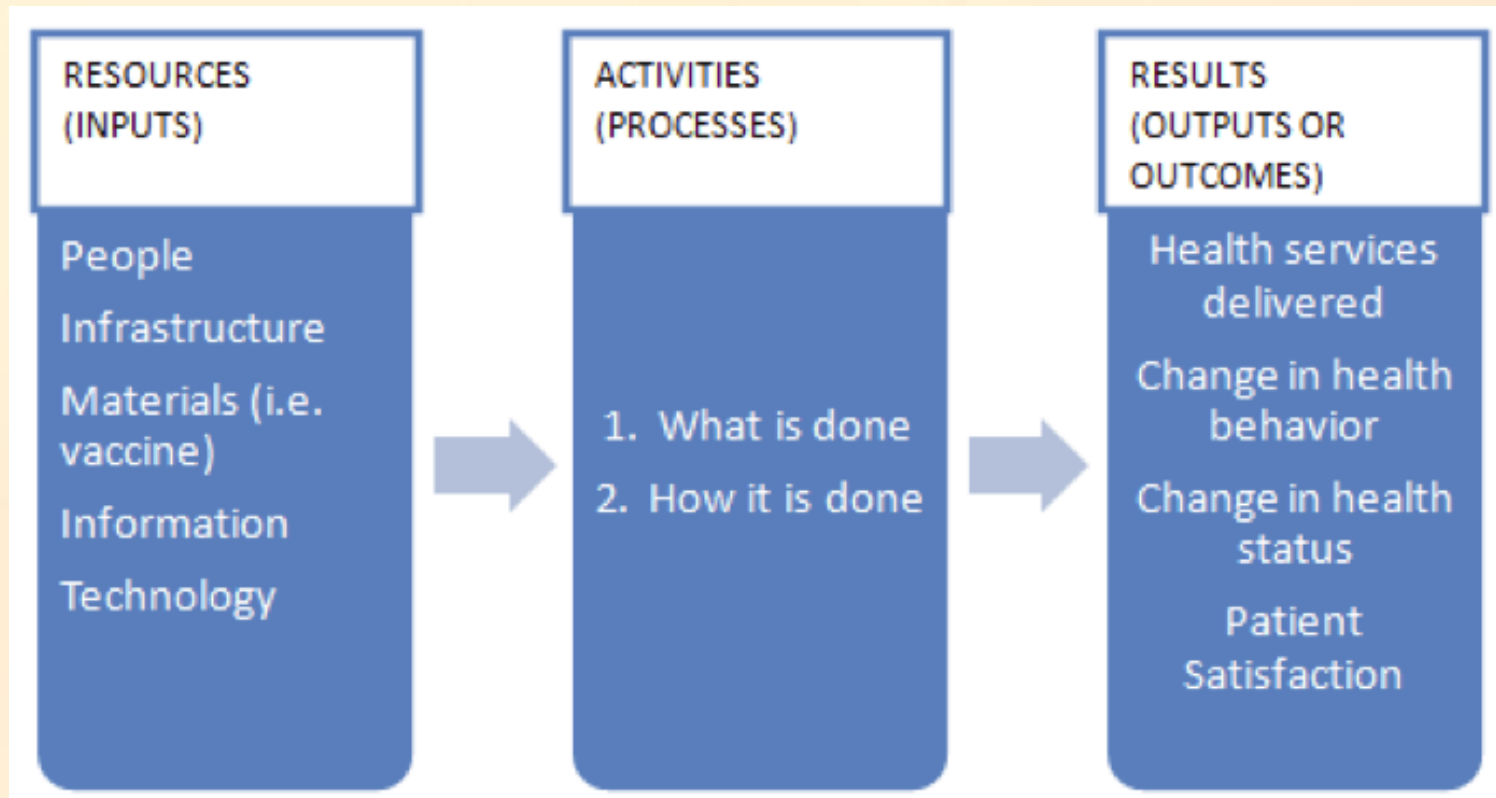 RESOURCES
(INPUTS)
People
Infrastructure
Materials (i.e.
vaccine)
Information
Technology
ACTIVITIES
(PROCESSES)
1. What is done
2. How it is done
RESULTS
(OUTPUTS OR
OUTCOMES)
Health services
delivered
Change in health
behavior
Change in health
status
Patient
Satisfaction